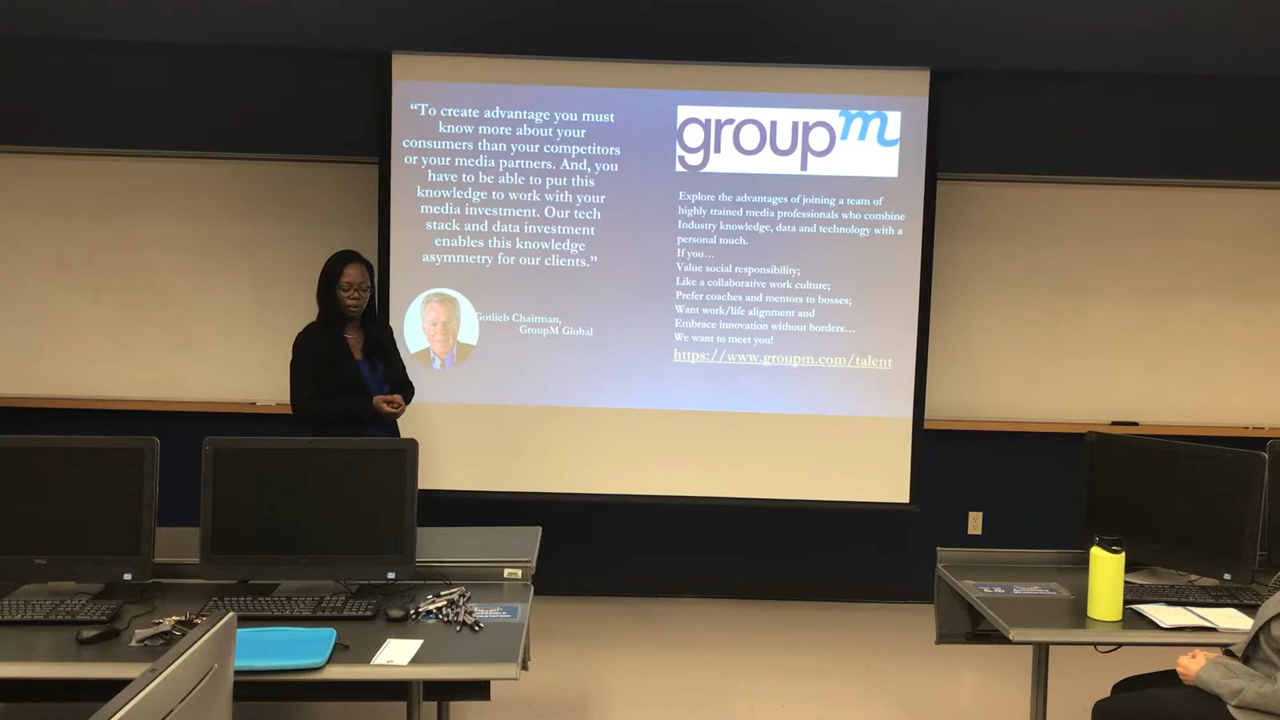 “To create advantage you must
know more about your
consumers than your competitors
or your media partners. And, you
have to be able to put this
knowledge to work with your
media investment. Our tech
stack and data investment
enables this knowledge
asymmetry for our clients.”
Gotlieb Chairman,
GroupM Global
groupm
Explore the advantages of joining a team of
highly trained media professionals who combine
Industry knowledge, data and technology with a
personal touch.
If you…
Value social responsibility;
Like a collaborative work culture;
Prefer coaches and mentors to bosses;
Want work/life alignment and
Embrace innovation without borders…
We want to meet you!
https://www.groupm.com/talent
DELL